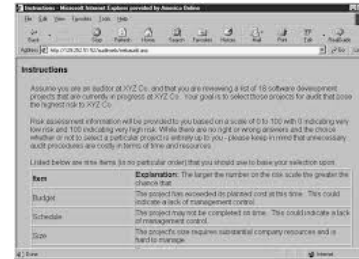 Instructions - Microsoft Internet Explorer provided by America Online
File Edit View Favorites Tools Help
Back Stop Refresh Home Search Favorites History Mail Print
Address
Instructions
Assume you are an auditor at XYZ Co. and that you are reviewing a list of 16 software development
projects that are currently in progress at XYZ Co. Your goal is to select those projects for audit that pose
the highest risk to XYZ Co.
Risk assessment information will be provided to you based on a scale of 0 to 100 with 0 indicating very
low risk and 100 indicating very high risk. While there are no right or wrong answers and the choice
whether or not to select a particular project is entirely up to you - please keep in mind that unnecessary
audit procedures are costly in terms of time and resources.
Listed below are nine items (in no particular order) that you should use to base your selection upon.
Item Explanation: The larger the number on the risk scale the greater the
chance that
Budget The project has exceeded its planned cost at this time. This could
indicate a lack of management control.
Schedule The project may not be completed on time. This could indicate a lack
of management control.
Size The project's size requires substantial company resources and is
hard to manage.
Internet